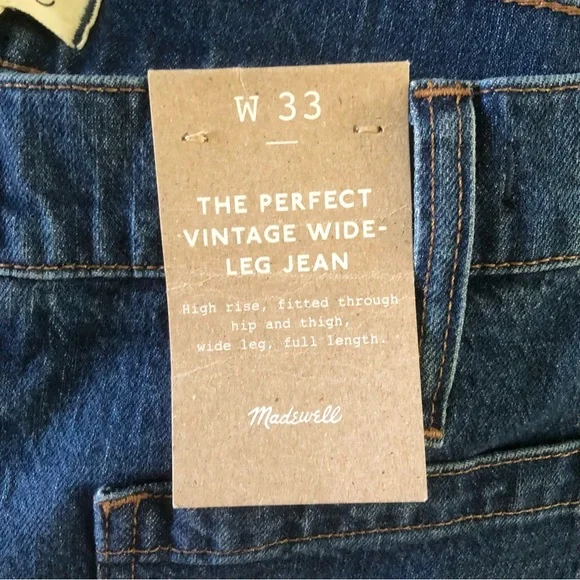 W 33
THE PERFECT
VINTAGE WIDE-
LEG JEAN
High rise, fitted through
hip and thigh,
wide leg, full length.
Madewell